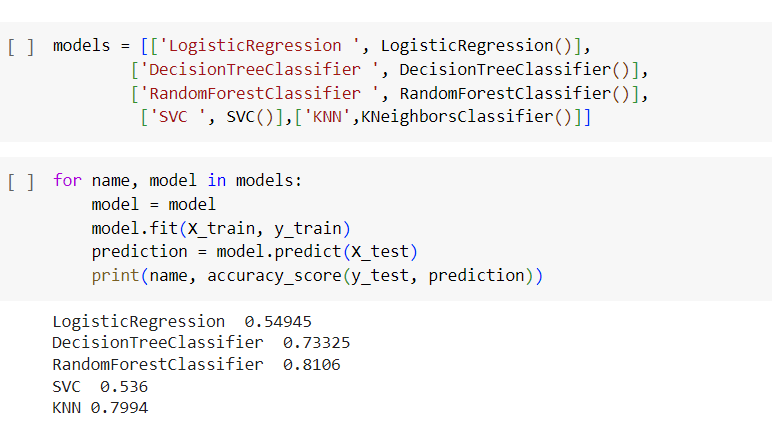 [ ] models = [['LogisticRegression ', LogisticRegression()],
['DecisionTreeClassifier ', DecisionTreeClassifier()],
['RandomForestClassifier ', RandomForestClassifier()],
['SVC ', SVC()],['KNN',KNeighborsClassifier()]]
[ ] for name, model in models:
model = model
model.fit(X_train, y_train)
prediction = model.predict(X_test)
print(name, accuracy_score(y_test, prediction))
LogisticRegression  0.54945
DecisionTreeClassifier  0.73325
RandomForestClassifier  0.8106
SVC  0.536
KNN 0.7994